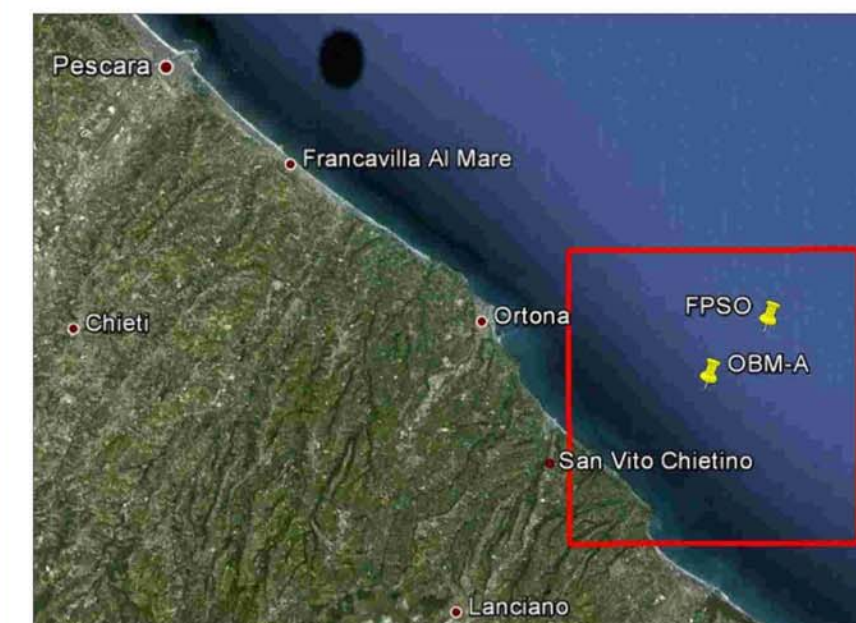 Pescara
Francavilla Al Mare
Chieti
Ortona
FPSO
OBM-A
San Vito Chietino
Lanciano